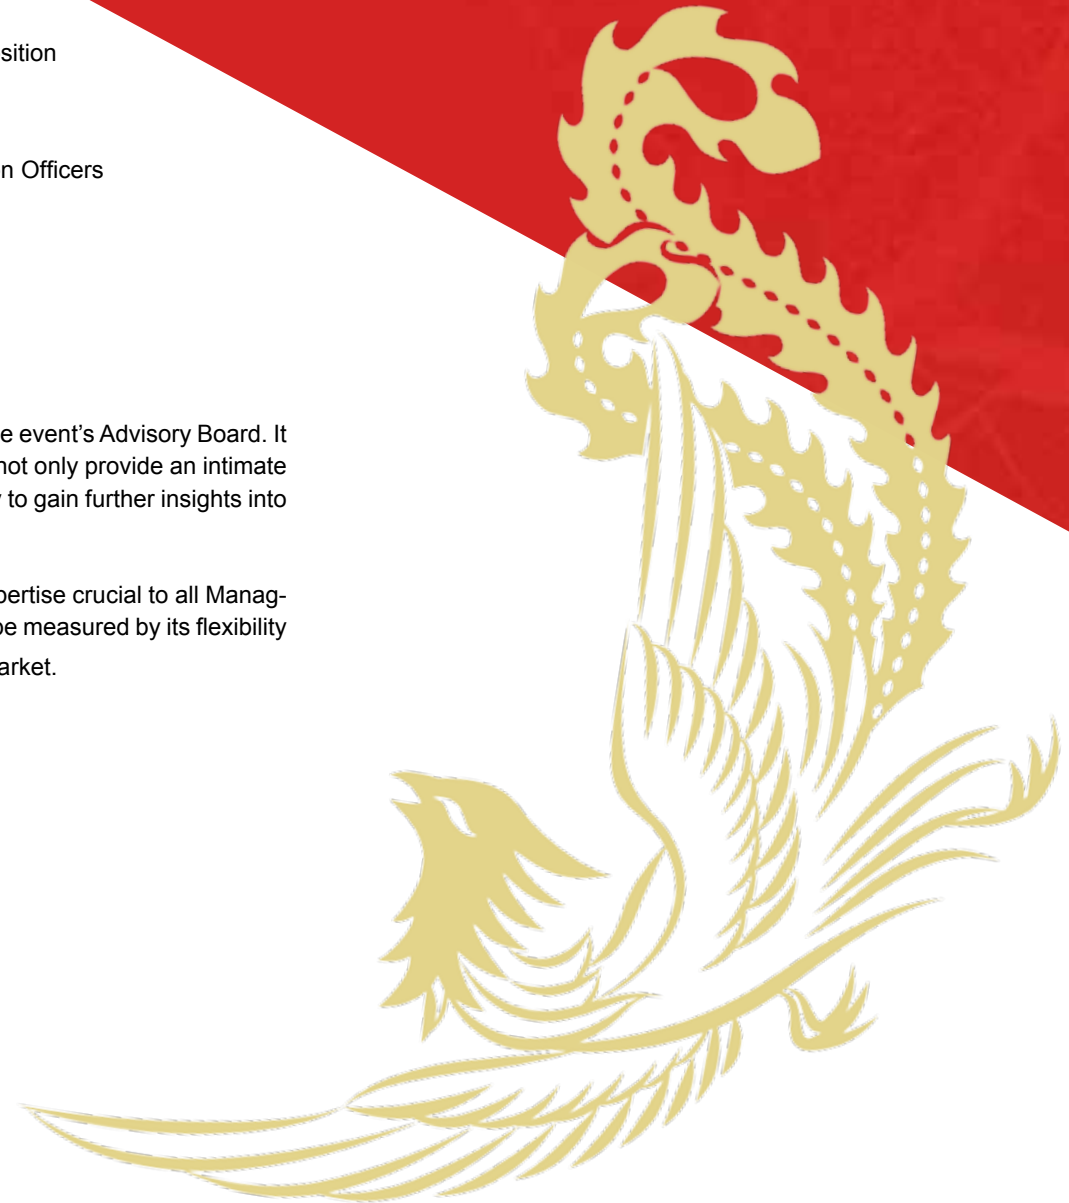 sition
n Officers
e event’s Advisory Board. It
not only provide an intimate
to gain further insights into
pertise crucial to all Manag-
be measured by its flexibility
arket.